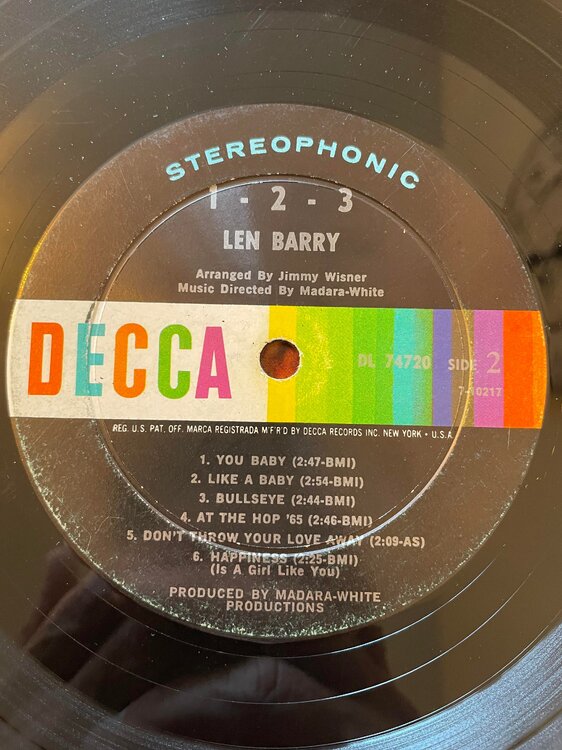 STEREOPHONIC
1 - 2 - 3
LEN BARRY
Arranged By Jimmy Wisner
Music Directed By Madara-White
DECCA
DL 74720 SIDE 2
7-10217
REG. U.S. PAT. OFF. MARCA REGISTRADA M'F'R'D BY DECCA RECORDS INC. NEW YORK • U.S.A.
1. YOU BABY (2:47-BMI)
2. LIKE A BABY (2:54-BMI)
3. BULLSEYE (2:44-BMI)
4. AT THE HOP '65 (2:46-BMI)
5. DON'T THROW YOUR LOVE AWAY (2:09-AS)
6. HAPPINESS (2:25-BMI)
(Is A Girl Like You)
PRODUCED BY MADARA-WHITE
PRODUCTIONS